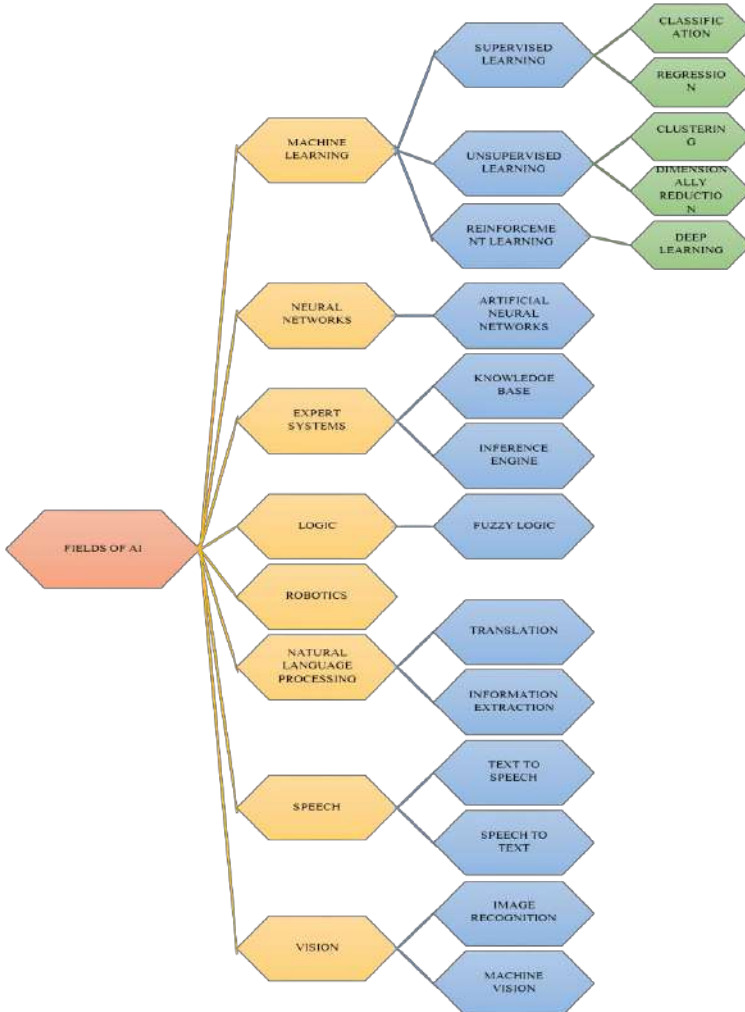 CLASSIFIC
ATION
SUPERVISED
LEARNING
REGRESSIO
N
MACHINE
LEARNING
CLUSTERIN
G
UNSUPERVISED
LEARNING
DIMENSION
ALLY
REDUCTIO
N
REINFORCEME
NT LEARNING
DEEP
LEARNING
NEURAL
NETWORKS
ARTIFICIAL
NEURAL
NETWORKS
KNOWLEDGE
BASE
EXPERT
SYSTEMS
INFERENCE
ENGINE
LOGIC
FUZZY LOGIC
FIELDS OF AI
ROBOTICS
TRANSLATION
NATURAL
LANGUAGE
PROCESSING
INFORMATION
EXTRACTION
TEXT TO
SPEECH
SPEECH
SPEECH TO
TEXT
IMAGE
RECOGNITION
VISION
MACHINE
VISION